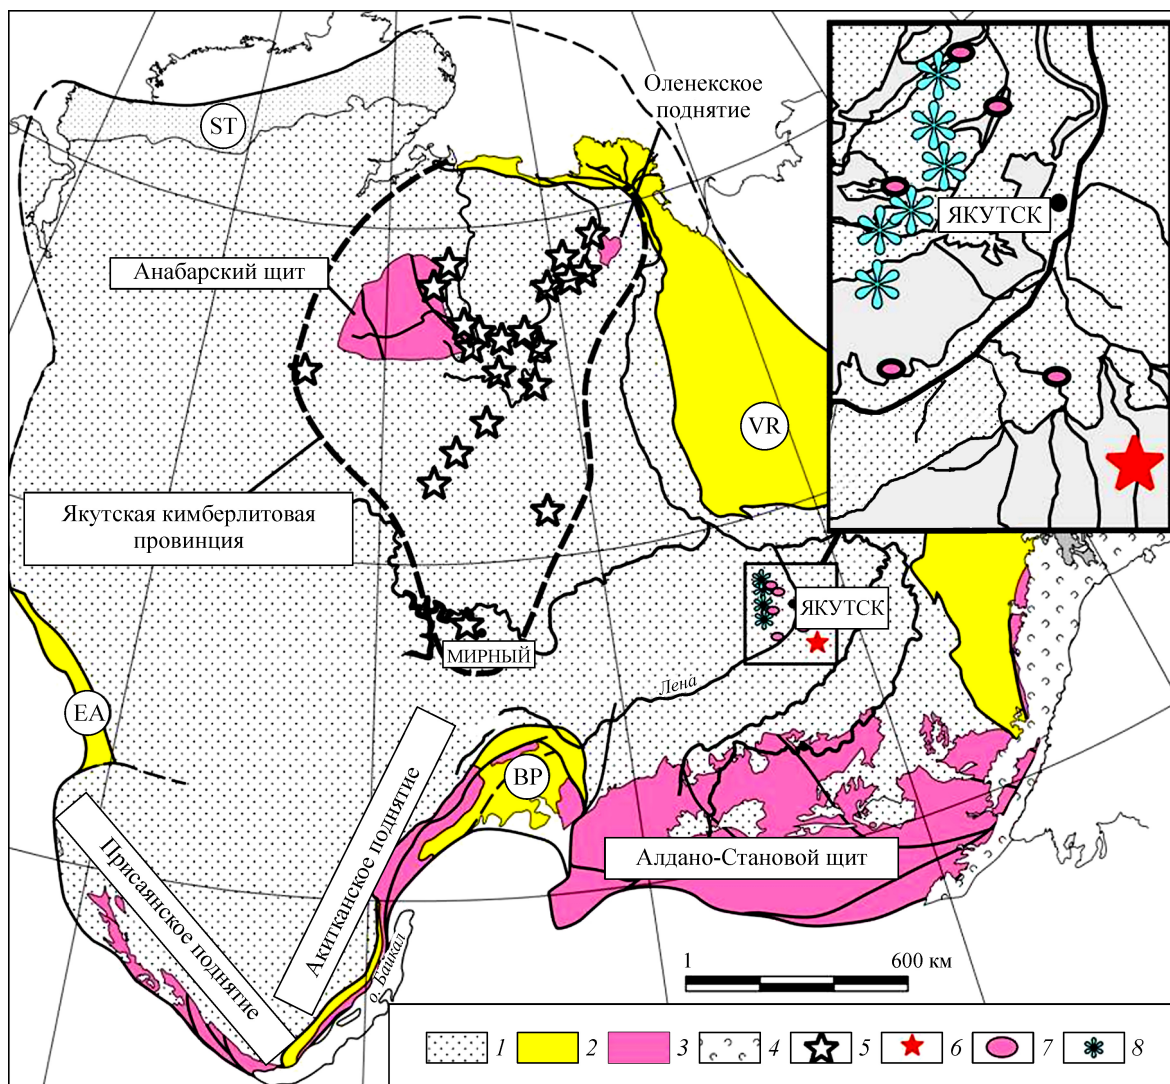 Оленекское
поднятие
ST
ЯКУТСК
Анабарский щит
VR
Якутская кимберлитовая
провинция
ЯКУТСК
МИРНЫЙ
Лена
EA
BP
Алдано-Становой щит
Присаянское поднятие
Акитканское поднятие
о. Байкал
1
600 км
1
2
3
4
5
6
7
8